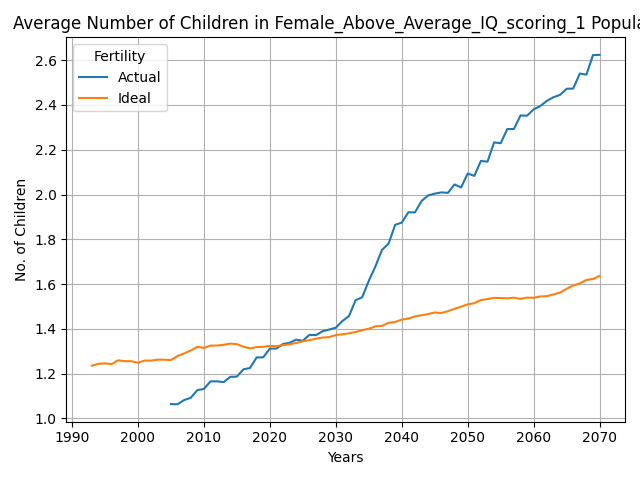 Average Number of Children in Female_Above_Average_IQ_scoring_1 Popula
Fertility
Actual
Ideal
No. of Children
2.6
2.4
2.2
2.0
1.8
1.6
1.4
1.2
1.0
1990 2000 2010 2020 2030 2040 2050 2060 2070
Years